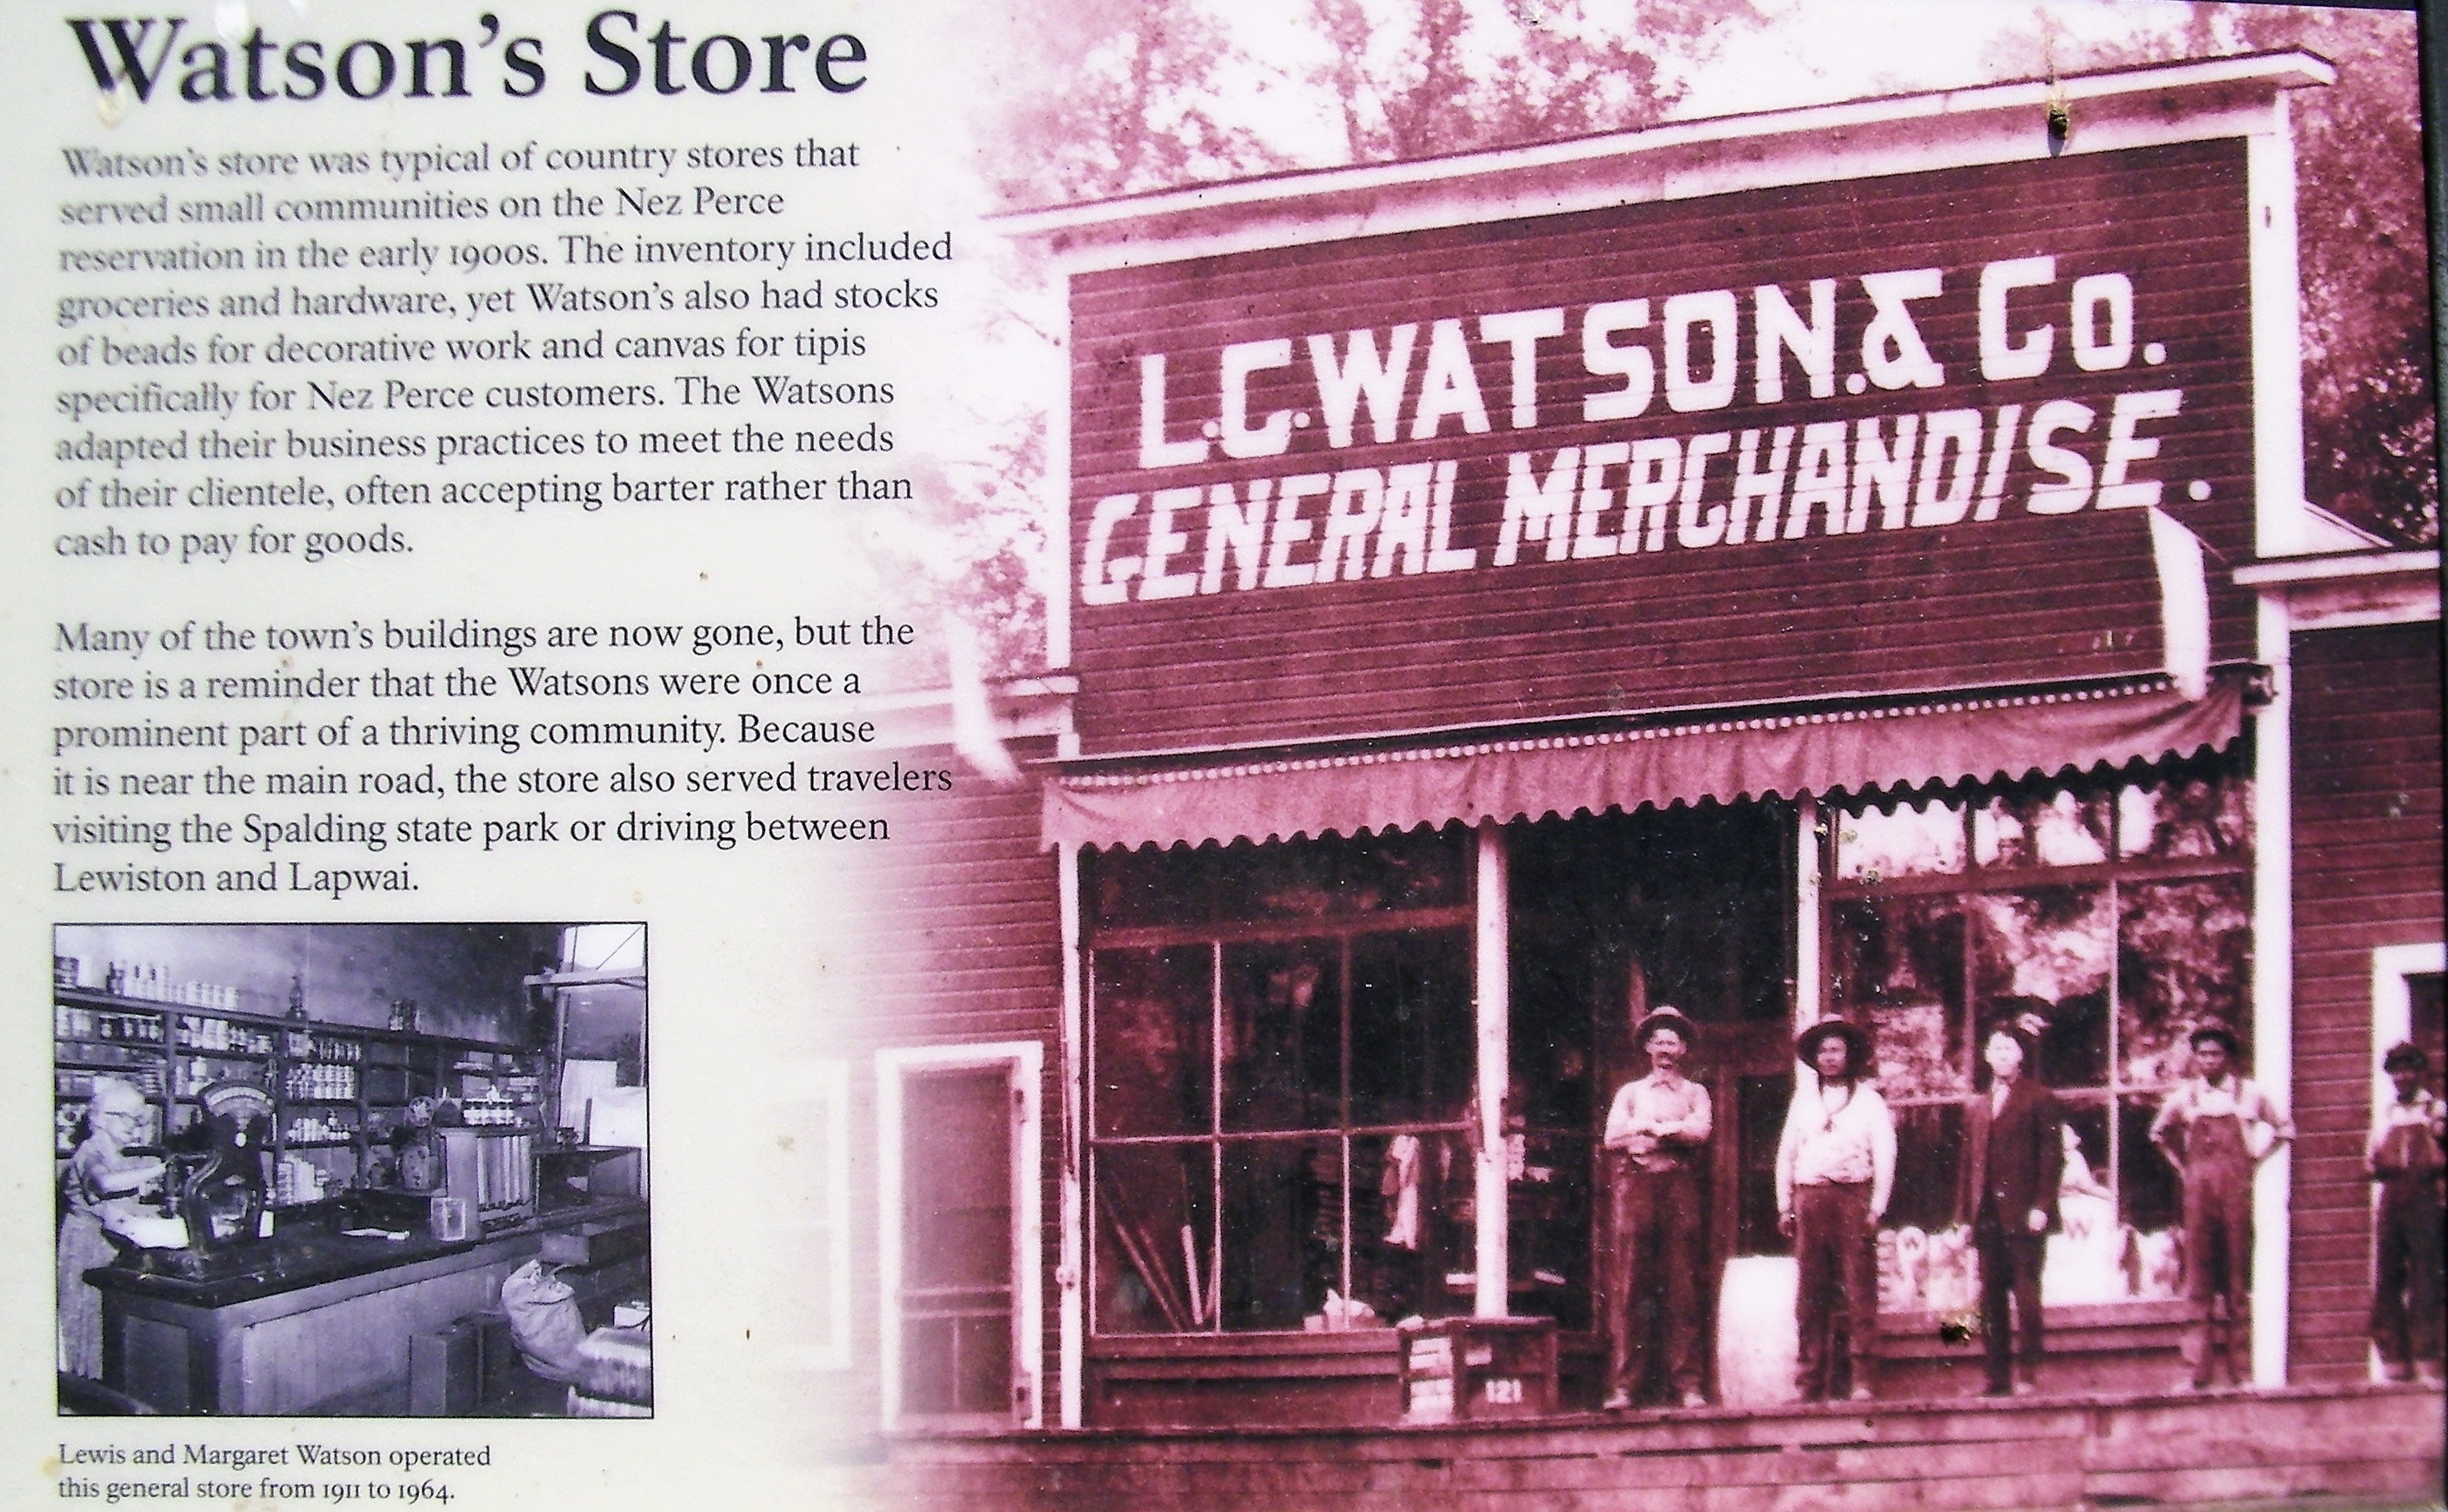 Watson's Store
Watson's store was typical of country stores that
served small communities on the Nez Perce
reservation in the early 1900s. The inventory included
groceries and hardware, yet Watson's also had stocks
of beads for decorative work and canvas for tipis
specifically for Nez Perce customers. The Watsons
adapted their business practices to meet the needs
of their clientele, often accepting barter rather than
cash to pay for goods.
Many of the town's buildings are now gone, but the
store is a reminder that the Watsons were once a
prominent part of a thriving community. Because
it is near the main road, the store also served travelers
visiting the Spalding state park or driving between
Lewiston and Lapwai.
Lewis and Margaret Watson operated
this general store from 1911 to 1964.
L.C.WATSON.& Co.
GENERAL MERCHANDISE.
121